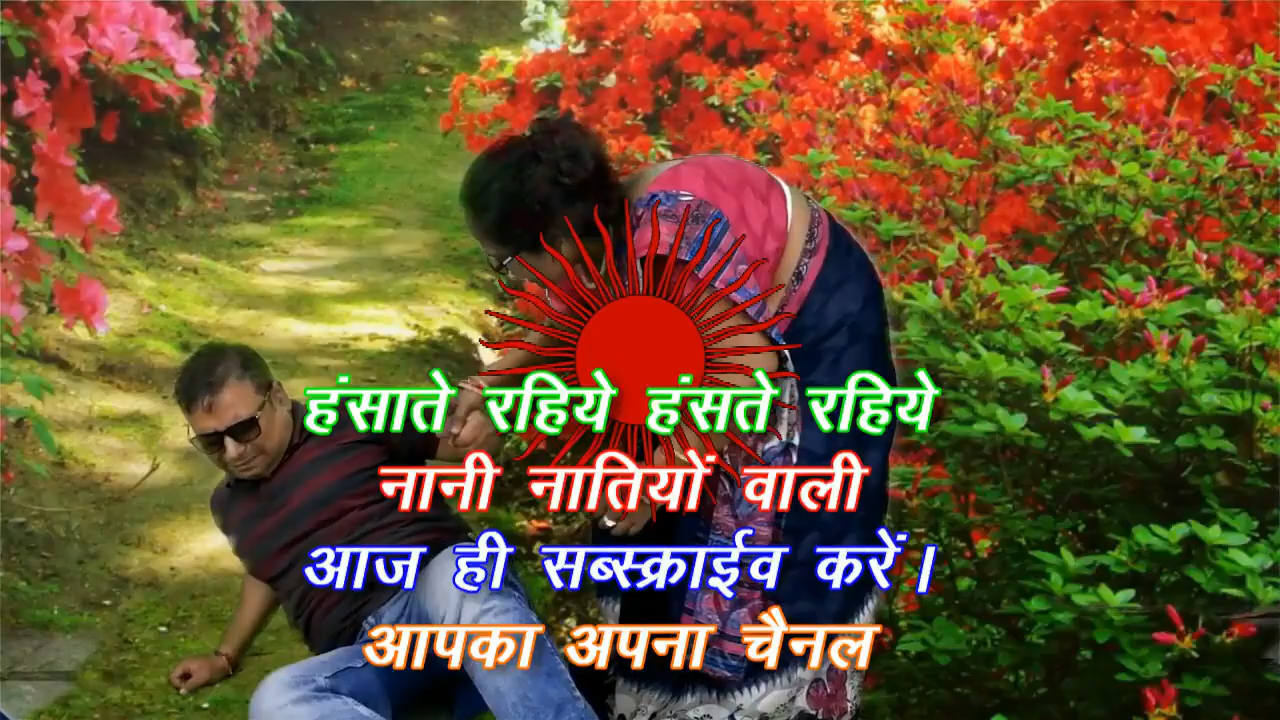 हंसाते रहिये हंसते रहिये
नानी नातियों वाली
आज ही सब्स्क्राईव करें।
आपका अपना चैनल